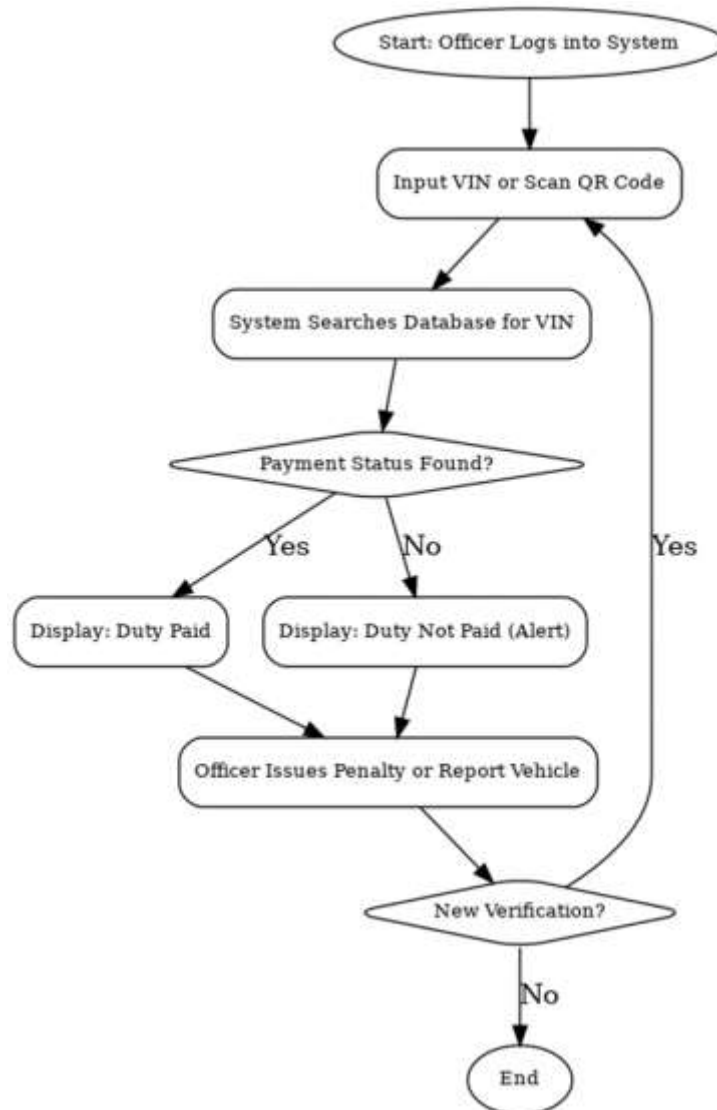 Start: Officer Logs into System
Input VIN or Scan QR Code
System Searches Database for VIN
Payment Status Found?
Yes
No
Yes
Display: Duty Paid
Display: Duty Not Paid (Alert)
Officer Issues Penalty or Report Vehicle
New Verification?
No
End